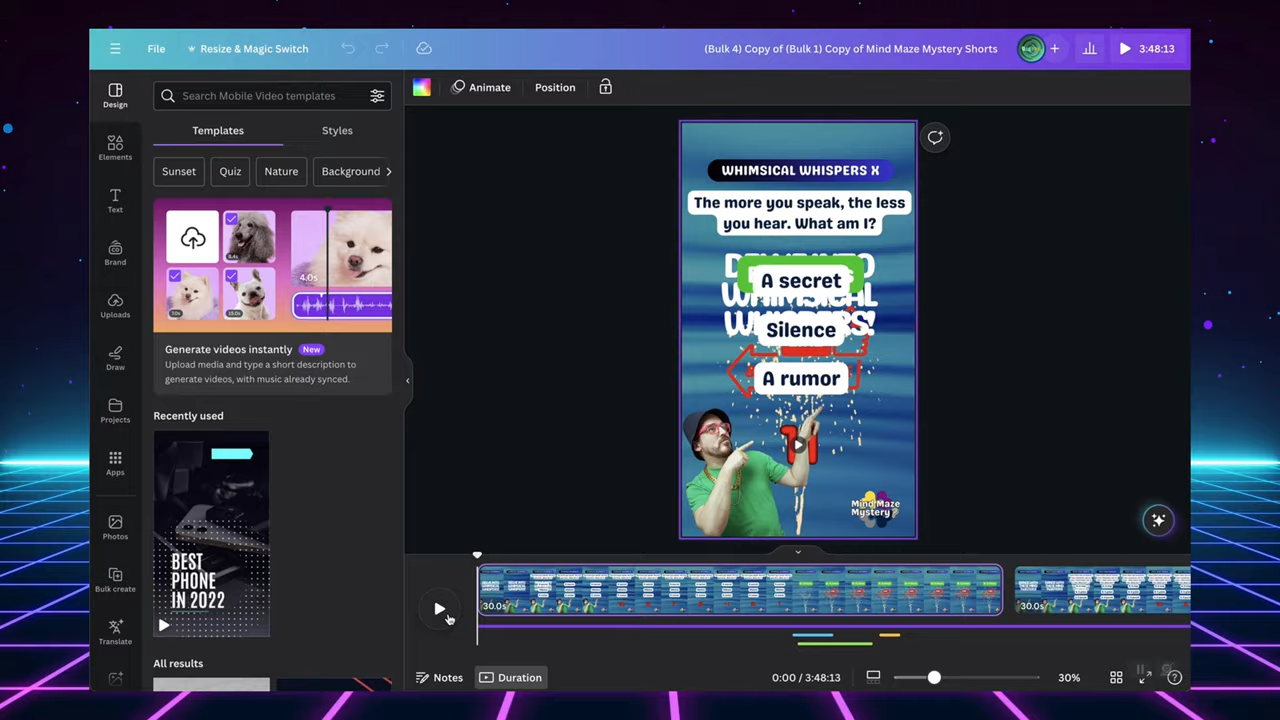 File
Resize & Magic Switch
(Bulk 4) Copy of (Bulk 1) Copy of Mind Maze Mystery Shorts
3:48:13
Design
Elements
Text
Brand
Uploads
Draw
Projects
Apps
Photos
Bulk create
Translate
Search Mobile Video templates
Templates
Styles
Sunset
Quiz
Nature
Background
4.0s
Generate videos instantly
New
Upload media and type a short description to
generate videos, with music already synced.
Recently used
BEST
PHONE
IN 2022
All results
Animate
Position
WHIMSICAL WHISPERS X
The more you speak, the less
you hear. What am I?
A secret
WHIMSICAL
Silence
A rumor
Mind Maze
Mystery
30.0s
30.0s
Notes
Duration
0:00 / 3:48:13
30%